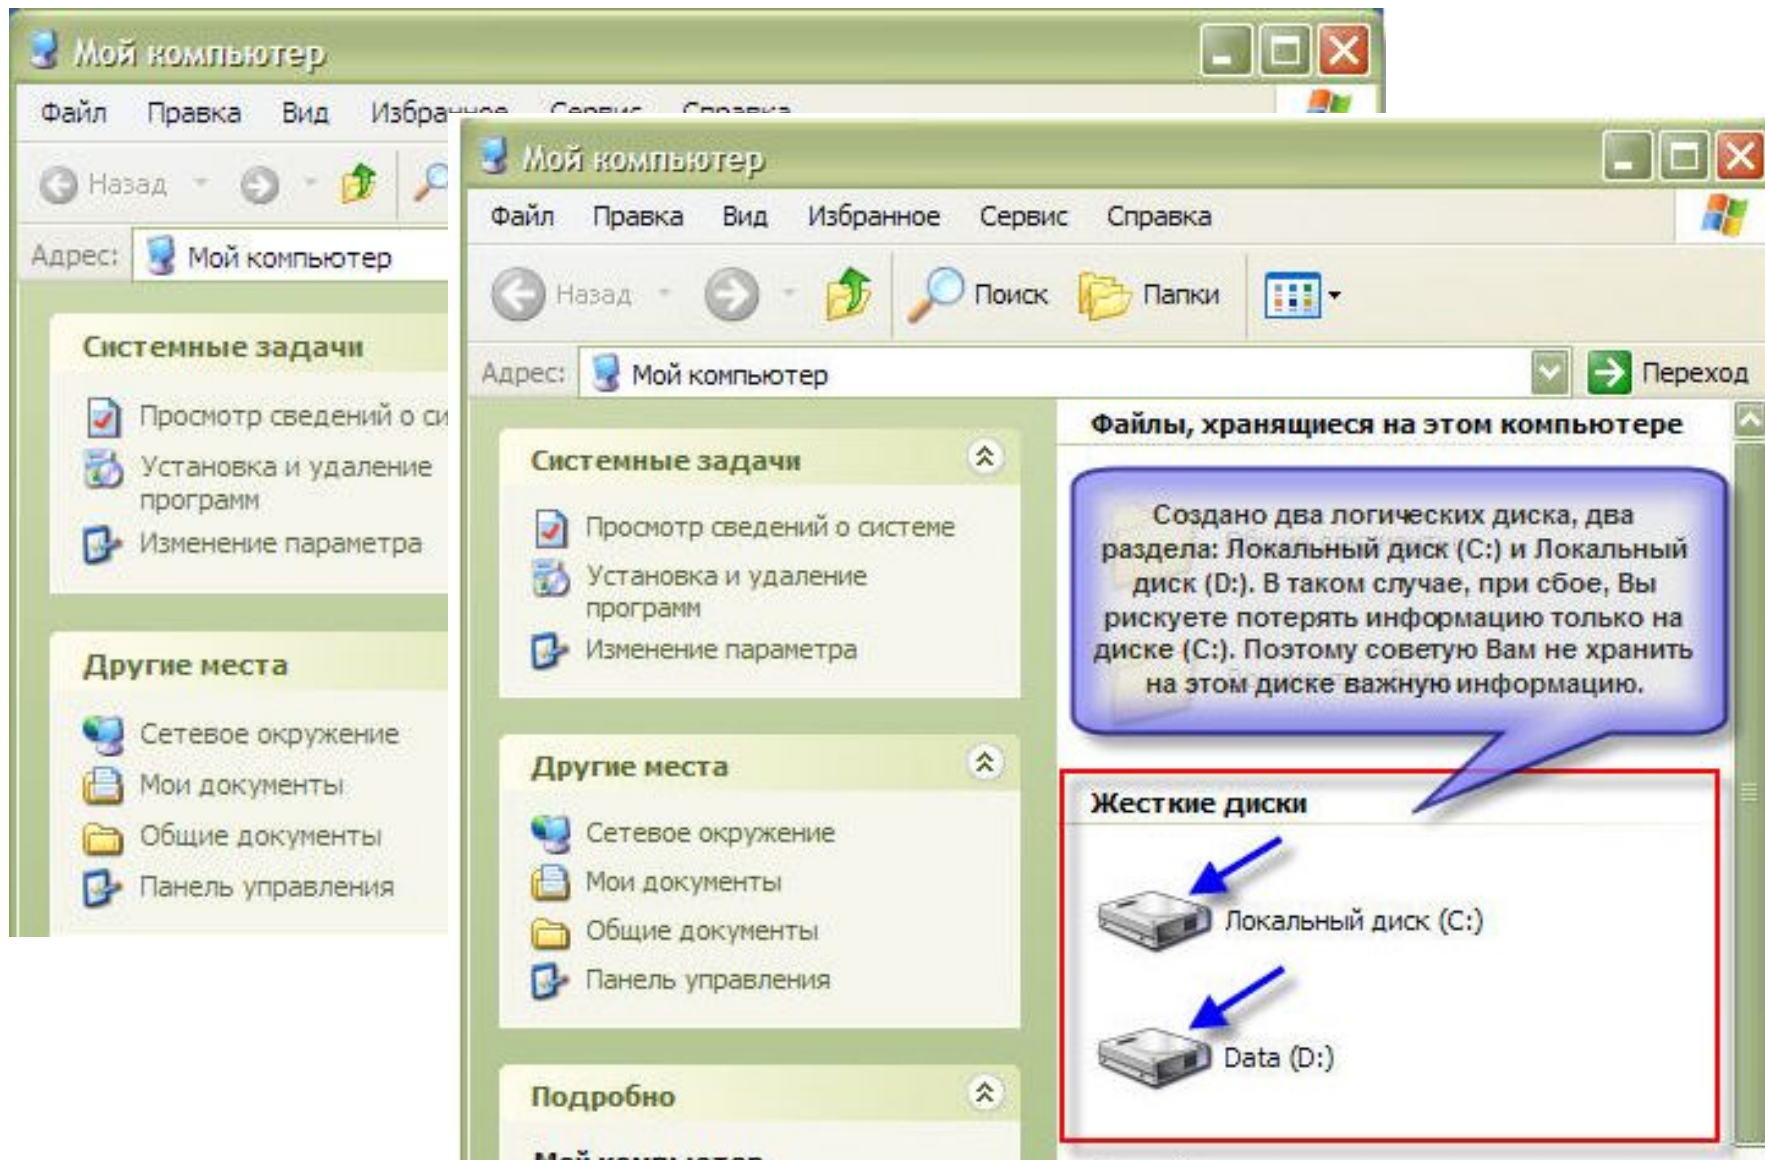 Мой компьютер
Файл Правка Вид Избранное Сервис Справка
Назад
Адрес: Мой компьютер
Системные задачи
Просмотр сведений о
Установка и удаление
программ
Изменение параметра
Другие места
Сетевое окружение
Мои документы
Общие документы
Панель управления
Мой компьютер
Файл Правка Вид Избранное Сервис Справка
Назад Поиск Папки
Адрес: Мой компьютер Переход
Системные задачи
Просмотр сведений о системе
Установка и удаление
программ
Изменение параметра
Другие места
Сетевое окружение
Мои документы
Общие документы
Панель управления
Подробно
Мой компьютер
Файлы, хранящиеся на этом компьютере
Создано два логических диска, два
раздела: Локальный диск (C:) и Локальный
диск (D:). В таком случае, при сбое, Вы
рискуете потерять информацию только на
диске (C:). Поэтому советую Вам не хранить
на этом диске важную информацию.
Жесткие диски
Локальный диск (C:)
Data (D:)